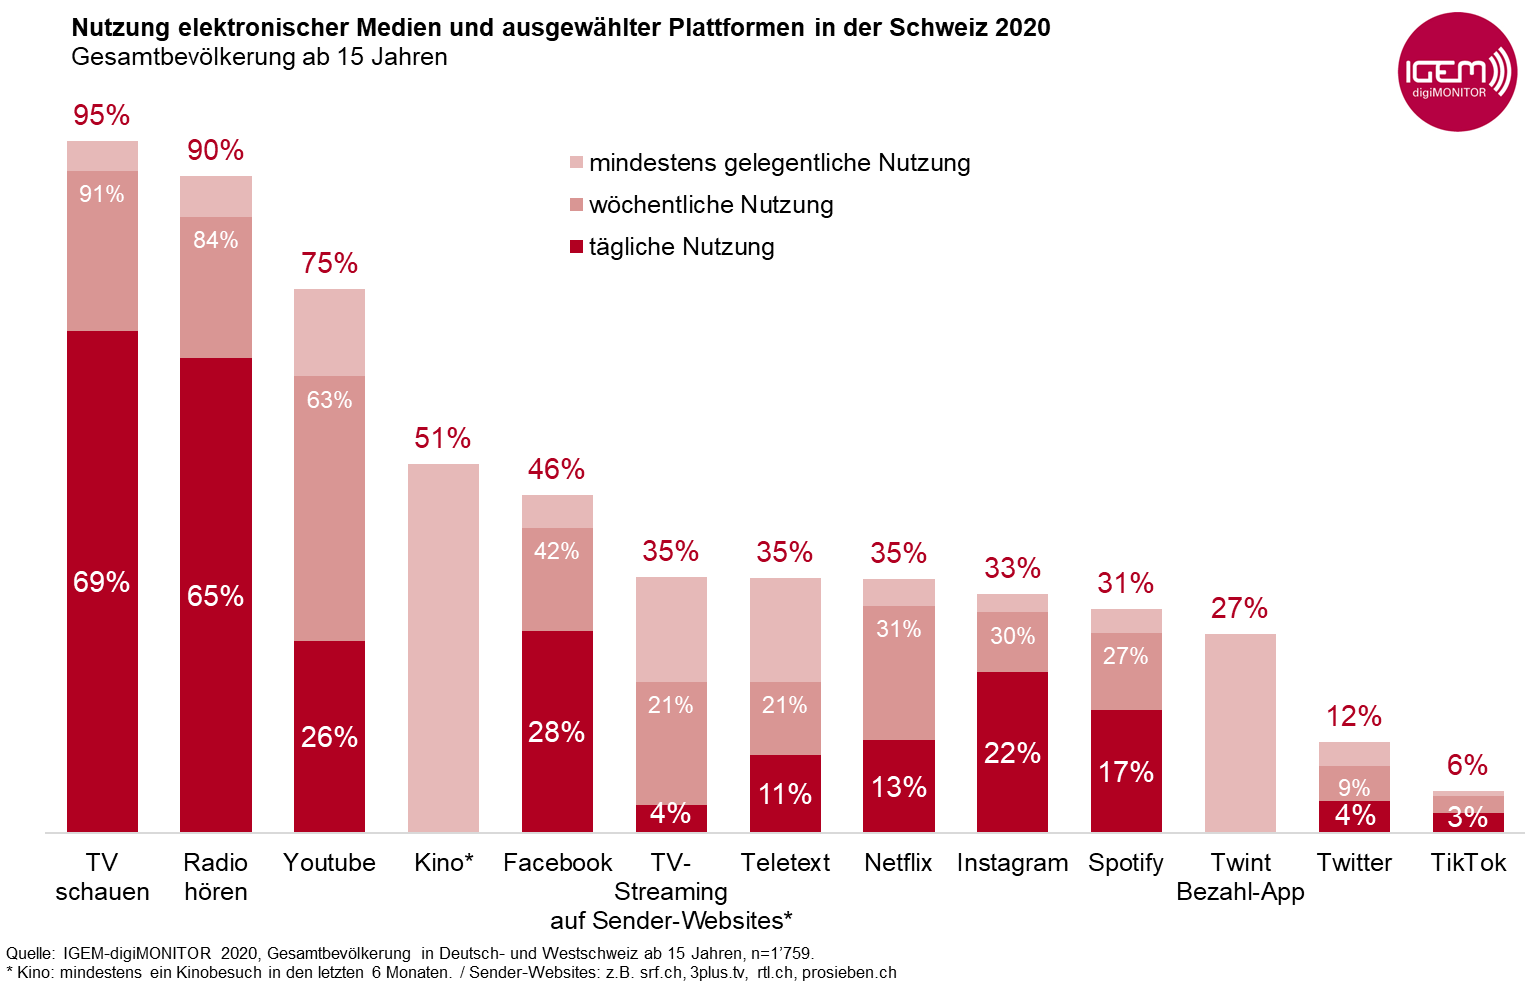 Nutzung elektronischer Medien und ausgewählter Plattformen in der Schweiz 2020
Gesamtbevölkerung ab 15 Jahren
IGEM
digiMONITOR
mindestens gelegentliche Nutzung
wöchentliche Nutzung
tägliche Nutzung
95%
91%
69%
90%
84%
65%
75%
63%
26%
51%
46%
42%
28%
35%
21%
4%
35%
21%
11%
35%
31%
13%
33%
30%
22%
31%
27%
17%
27%
12%
9%
4%
6%
3%
TV
schauen
Radio
hören
Youtube
Kino*
Facebook
TV-
Streaming
auf Sender-Websites*
Teletext
Netflix
Instagram
Spotify
Twint
Bezahl-App
Twitter
TikTok
Quelle: IGEM-digiMONITOR 2020, Gesamtbevölkerung in Deutsch- und Westschweiz ab 15 Jahren, n=1’759.
* Kino: mindestens ein Kinobesuch in den letzten 6 Monaten. / Sender-Websites: z.B. srf.ch, 3plus.tv, rtl.ch, prosieben.ch